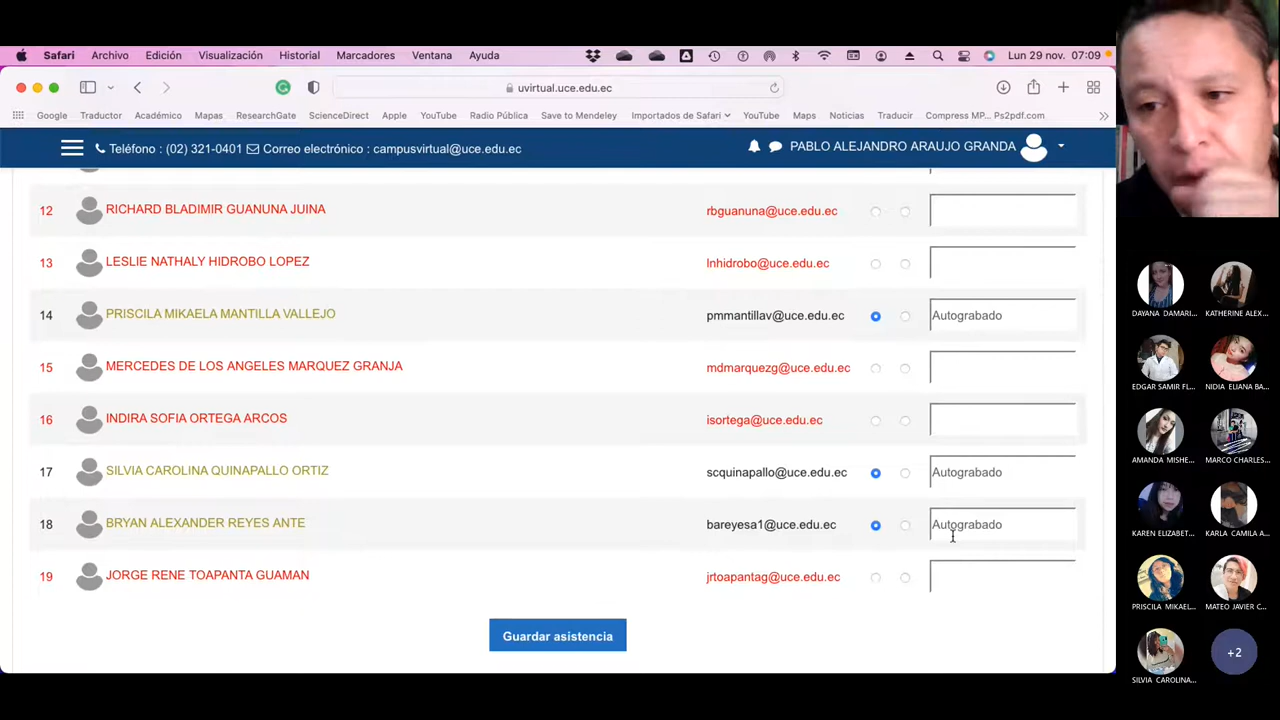 Safari Archivo Edición Visualización Historial Marcadores Ventana Ayuda Lun 29 nov. 07:09
uvirtual.uce.edu.ec
Google Traductor Académico Mapas ResearchGate ScienceDirect Apple YouTube Radio Pública Save to Mendeley Importados de Safari YouTube Maps Noticias Traducir Compress MP... Ps2pdf.com
Teléfono : (02) 321-0401 Correo electrónico : campusvirtual@uce.edu.ec PABLO ALEJANDRO ARAUJO GRANDA
12 RICHARD BLADIMIR GUANUNA JUINA rbguanuna@uce.edu.ec
13 LESLIE NATHALY HIDROBO LOPEZ lnhidrobo@uce.edu.ec
14 PRISCILA MIKAELA MANTILLA VALLEJO pmmantillav@uce.edu.ec Autograbado
15 MERCEDES DE LOS ANGELES MARQUEZ GRANJA mdmarquezg@uce.edu.ec
16 INDIRA SOFIA ORTEGA ARCOS isortega@uce.edu.ec
17 SILVIA CAROLINA QUINAPALLO ORTIZ scquinapallo@uce.edu.ec Autograbado
18 BRYAN ALEXANDER REYES ANTE bareyesa1@uce.edu.ec Autograbado
19 JORGE RENE TOAPANTA GUAMAN jrtoapantag@uce.edu.ec
Guardar asistencia
DAYANA DAMARI... KATHERINE ALEX...
EDGAR SAMIR FL... NIDIA ELIANA BA...
AMANDA MISHE... MARCO CHARLES...
KAREN ELIZABET... KARLA CAMILA A...
PRISCILA MIKAEL... MATEO JAVIER C...
SILVIA CAROLINA... +2